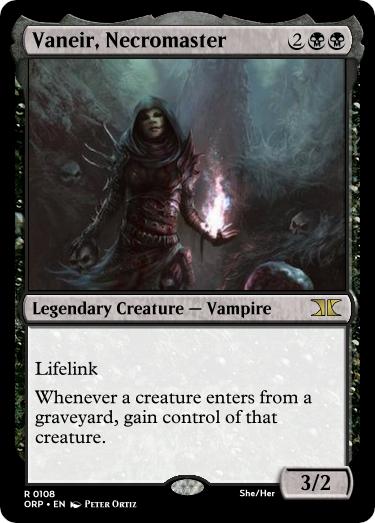 Vaneir, Necromaster 2
Legendary Creature — Vampire
Lifelink
Whenever a creature enters from a
graveyard, gain control of that
creature.
3/2
R 0108
ORP • EN Peter Ortiz
She/Her